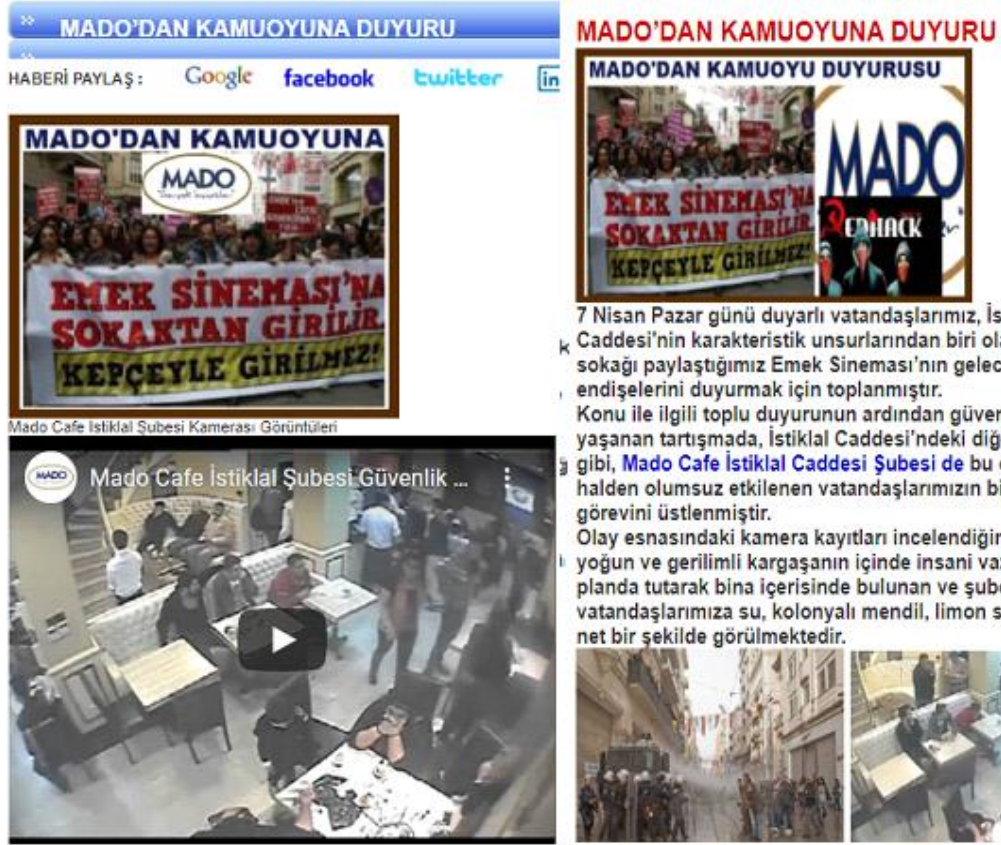 MADO'DAN KAMUOYUNA DUYURU
HABERİ PAYLAŞ :
Google
facebook
twitter
in
MADO'DAN KAMUOYUNA
MADO
EMEK SİNEMASI'NA
SOKAKTAN GİRİLİR
KEPÇEYLE GİRİLMEZ!
Mado Cafe Istiklal Şubesi Kamerası Görüntüleri
MADO
Mado Cafe İstiklal Şubesi Güvenlik ...
MADO'DAN KAMUOYUNA DUYURU
MADO'DAN KAMUOYU DUYURUSU
MADO
EMEK SİNEMASI'NA
SOKAKTAN GİRİLİR
KEPÇEYLE GİRİLMEZ!
REDHACK
7 Nisan Pazar günü duyarlı vatandaşlarımız, İs
Caddesi'nin karakteristik unsurlarından biri ola
sokağı paylaştığımız Emek Sineması'nın gelec
endişelerini duyurmak için toplanmıştır.
Konu ile ilgili toplu duyurunun ardından güven
yaşanan tartışmada, İstiklal Caddesi'ndeki diğ
gibi, Mado Cafe İstiklal Caddesi Şubesi de bu
halden olumsuz etkilenen vatandaşlarımızın bi
görevini üstlenmiştir.
Olay esnasındaki kamera kayıtları incelendiğin
yoğun ve gerilimli kargaşanın içinde insani vaz
planda tutarak bina içerisinde bulunan ve şube
vatandaşlarımıza su, kolonyalı mendil, limon s
net bir şekilde görülmektedir.